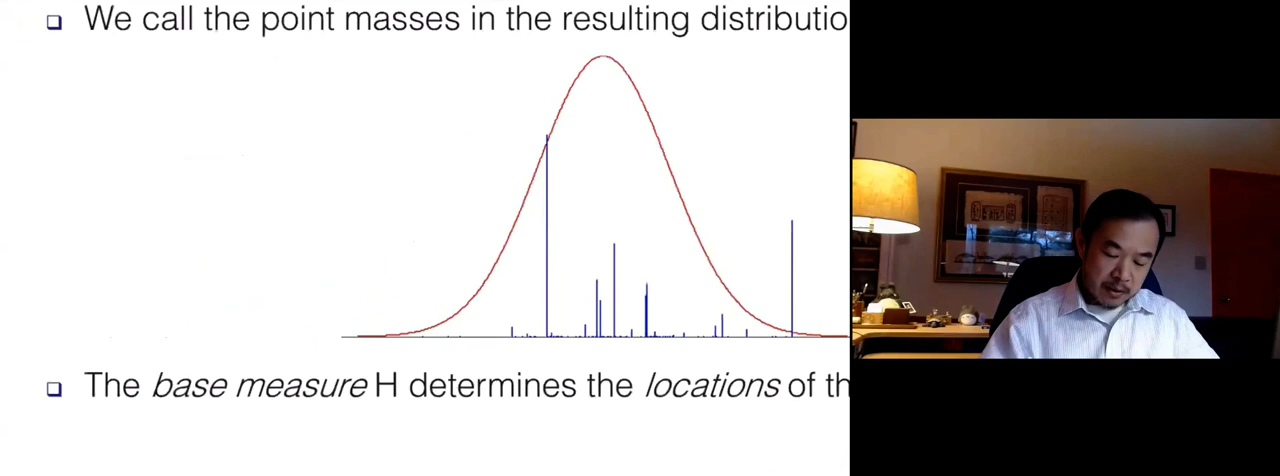 We call the point masses in the resulting distributio
The base measure H determines the locations of th